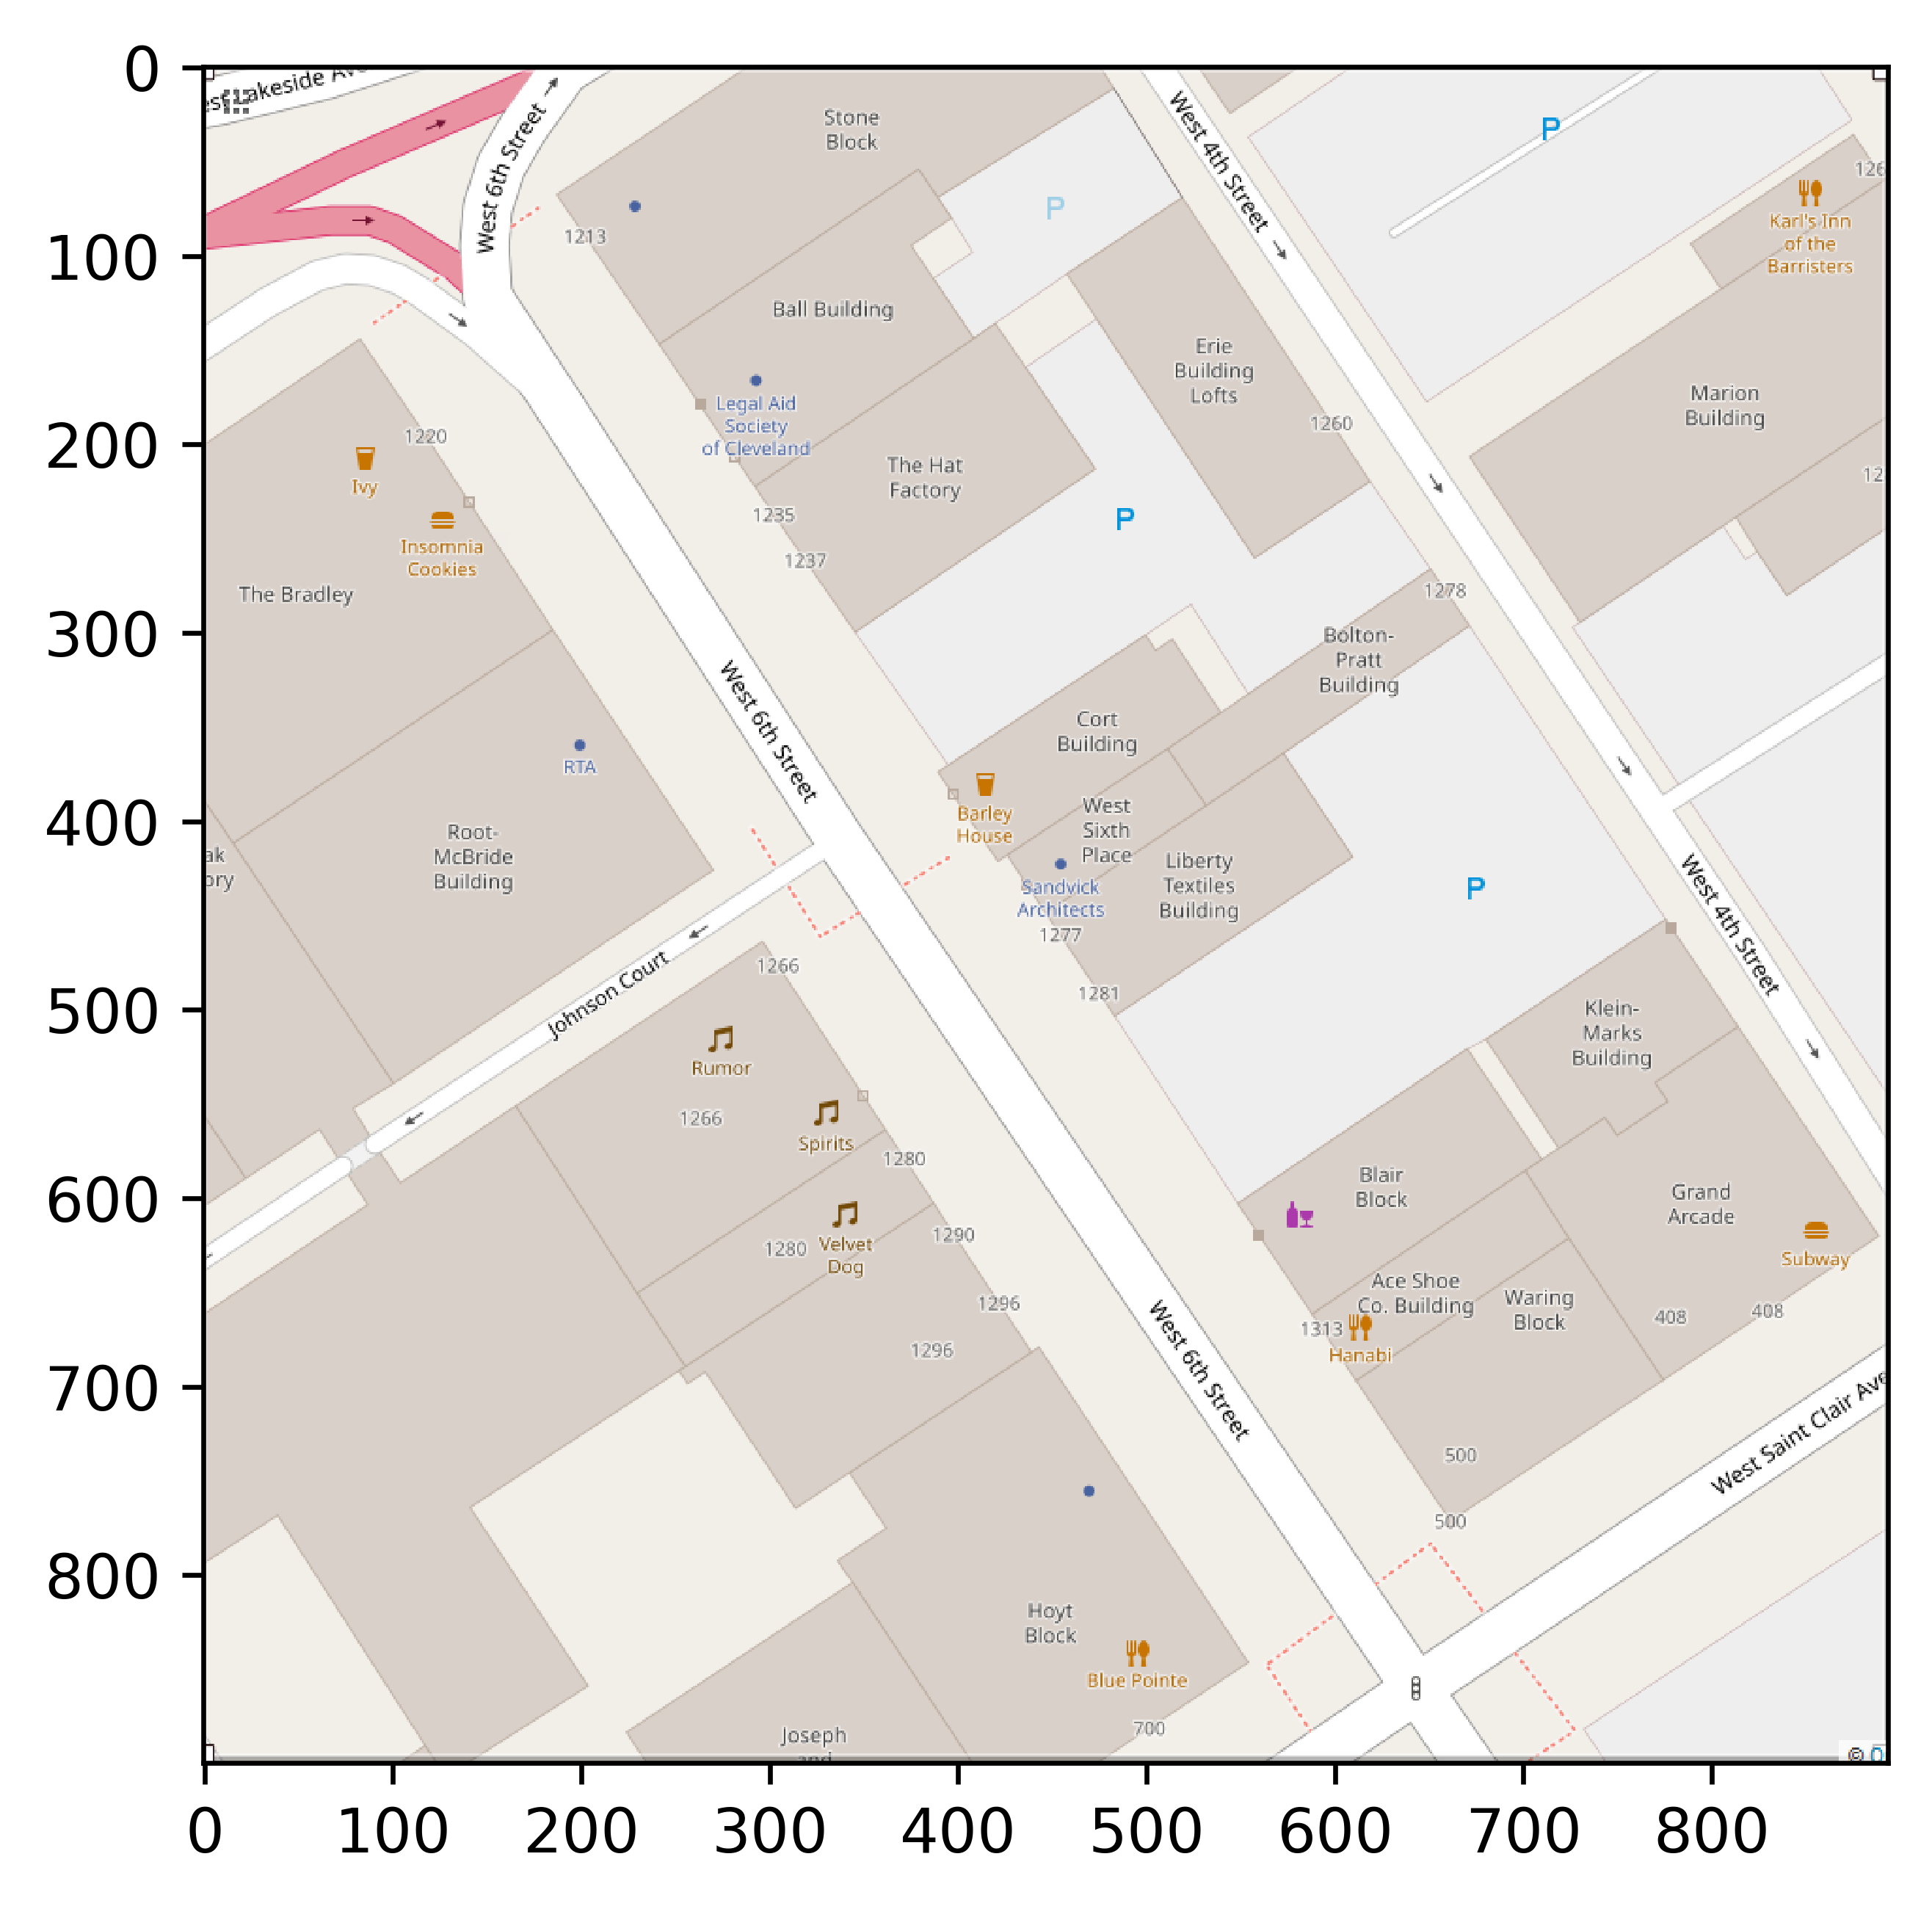 0
100
200
300
400
500
600
700
800
0
100
200
300
400
500
600
700
800
West 6th Street
Stone
Block
West 4th Street
P
P
Karl's Inn
of the
Barristers
1213
Ball Building
Erie
Building
Lofts
Marion
Building
1260
Legal Aid
Society
of Cleveland
1220
Ivy
Insomnia
Cookies
The Bradley
The Hat
Factory
1235
1237
P
1278
Bolton-
Pratt
Building
West 6th Street
RTA
Cort
Building
Barley
House
West
Sixth
Place
Root-
McBride
Building
Liberty
Textiles
Building
Sandvick
Architects
1277
P
West 4th Street
1266
1281
Johnson Court
Rumor
1266
Spirits
Klein-
Marks
Building
1280
Velvet
Dog
1280
1290
Blair
Block
Grand
Arcade
Subway
1296
1296
Ace Shoe
Co. Building
Waring
Block
1313
Hanabi
408
408
West 6th Street
West Saint Clair Ave
500
500
Hoyt
Block
Blue Pointe
700
Joseph
©